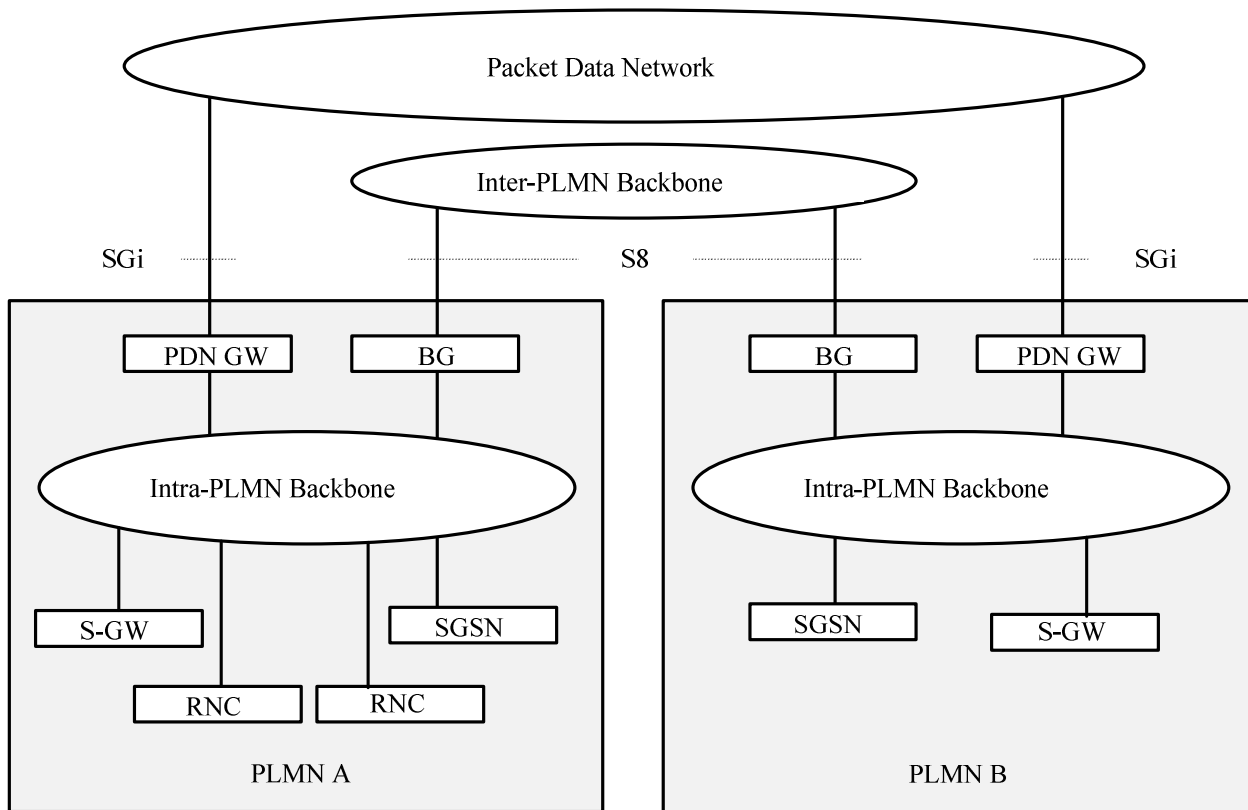 Packet Data Network
Inter-PLMN Backbone
SGi
S8
SGi
PDN GW
BG
BG
PDN GW
Intra-PLMN Backbone
Intra-PLMN Backbone
S-GW
SGSN
SGSN
S-GW
RNC
RNC
PLMN A
PLMN B